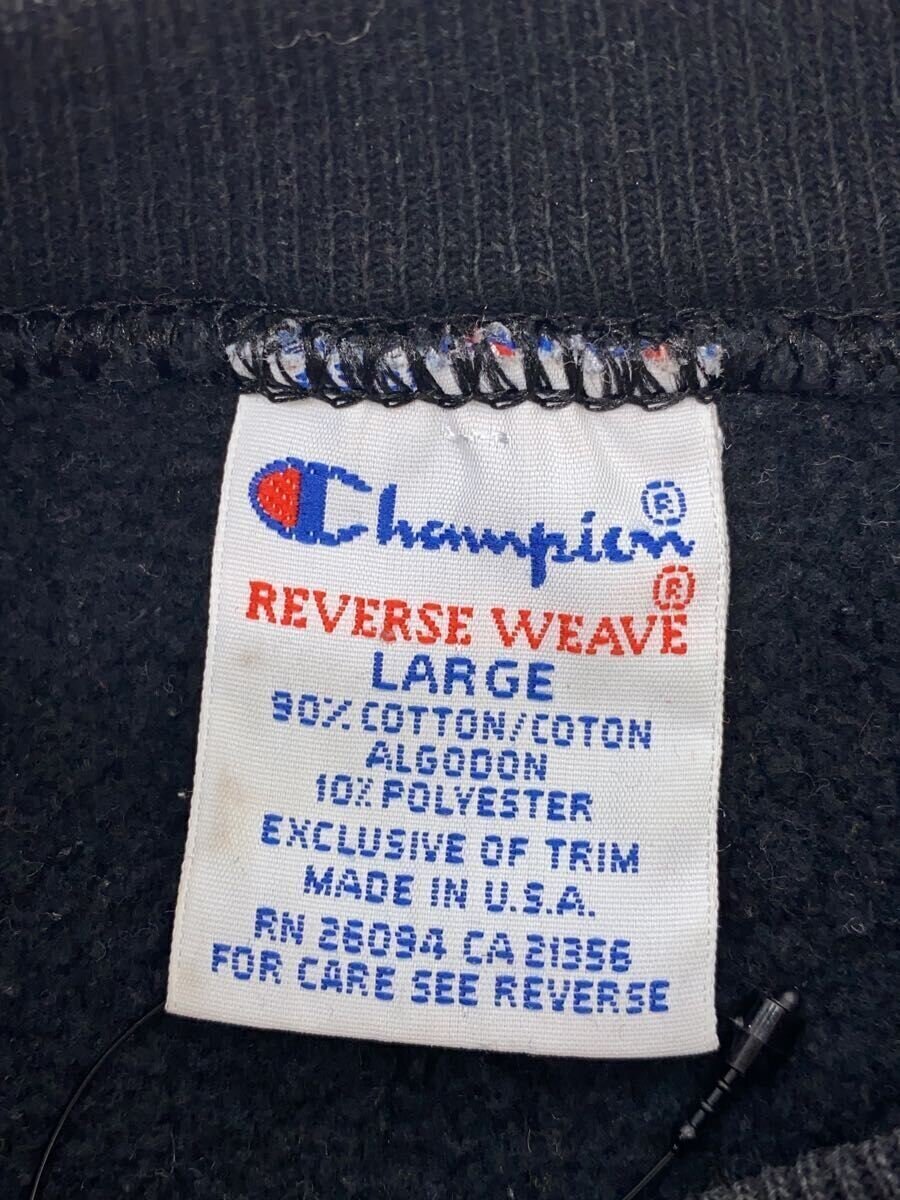 Champion®
REVERSE WEAVE®
LARGE
90% COTTON/COTON
ALGODON
10% POLYESTER
EXCLUSIVE OF TRIM
MADE IN U.S.A.
RN 26094 CA 21356
FOR CARE SEE REVERSE